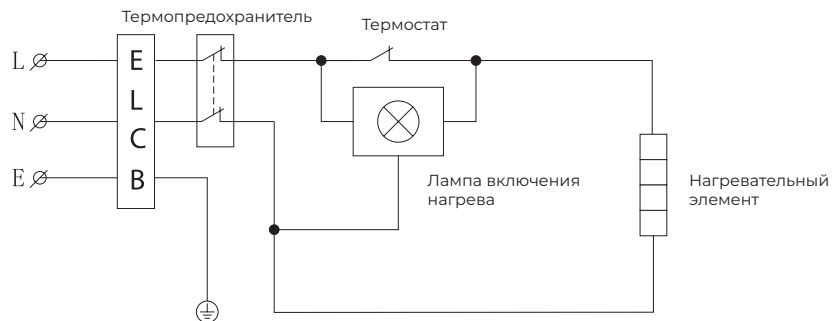 Термопредохранитель
Термостат
L
N
E
E
L
C
B
Лампа включения
нагрева
Нагревательный
элемент